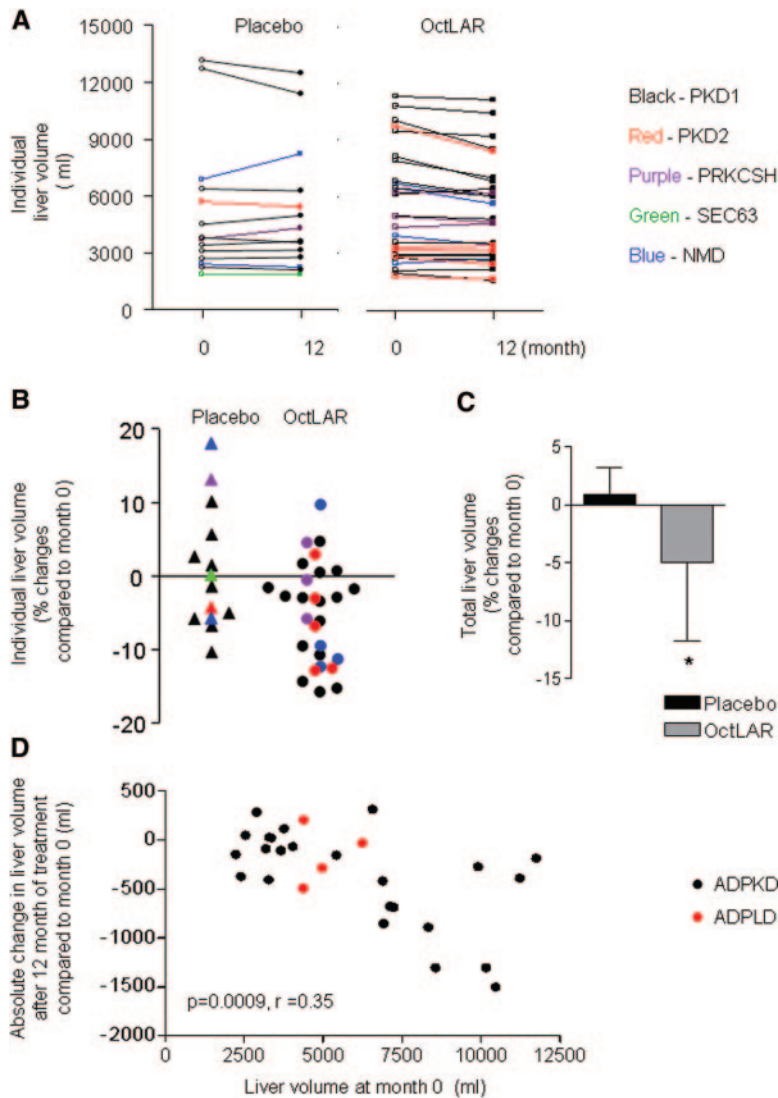 A
Placebo
OctLAR
15000
12000
9000
6000
3000
0
Individual
liver volume
( ml)
0
12
0
12 (month)
Black - PKD1
Red - PKD2
Purple - PRKCSH
Green - SEC63
Blue - NMD
B
Placebo
OctLAR
20
10
0
-10
-20
Individual liver volume
(% changes
compared to month 0)
C
5
0
-5
-10
-15
Total liver volume
(% changes
compared to month 0)
*
Placebo
OctLAR
D
500
0
-500
-1000
-1500
-2000
Absolute change in liver volume
after 12 month of treatment
compared to month 0 (ml)
p=0.0009, r =0.35
ADPKD
ADPLD
0
2500
5000
7500
10000
12500
Liver volume at month 0 (ml)